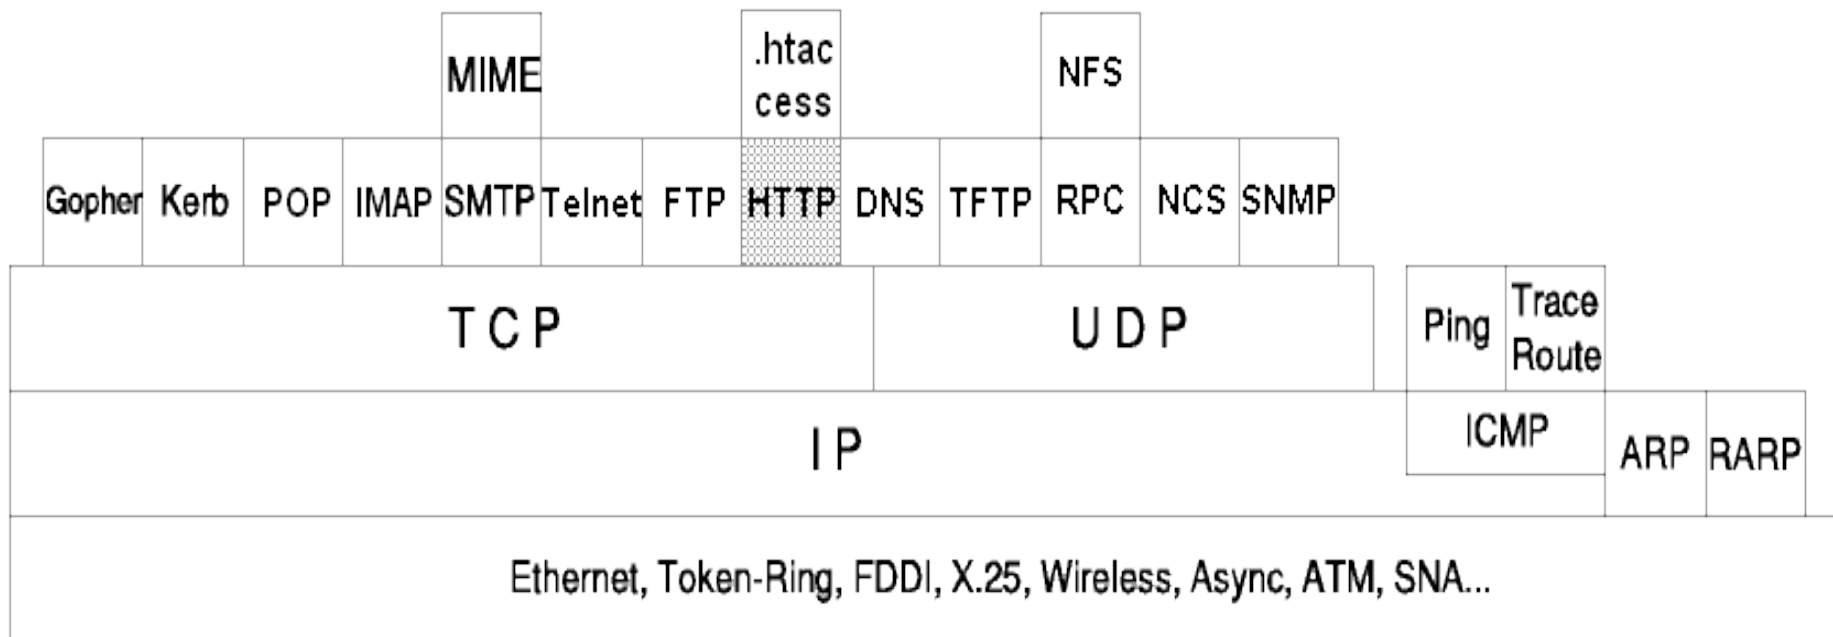 MIME
.htac
cess
NFS
Gopher Kerb POP IMAP SMTP Telnet FTP HTTP DNS TFTP RPC NCS SNMP
TCP UDP Ping Trace
Route
IP ICMP ARP RARP
Ethernet, Token-Ring, FDDI, X.25, Wireless, Async, ATM, SNA...